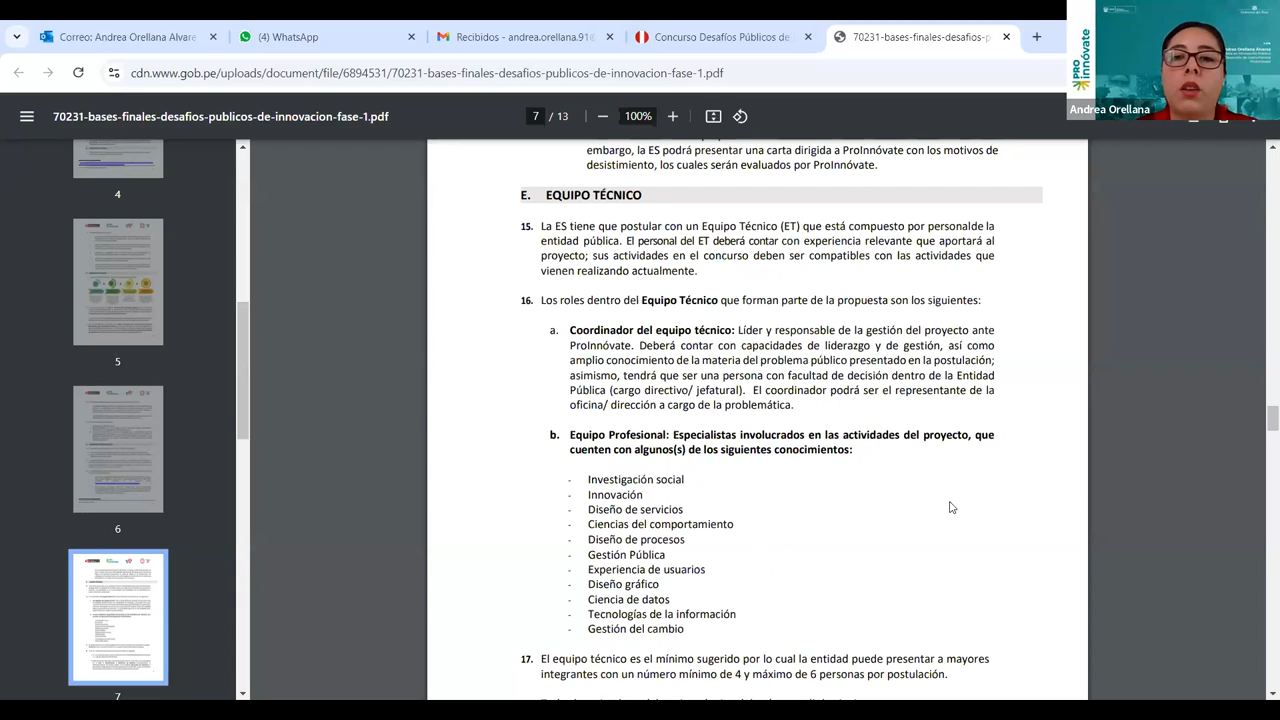 Correo: Andrea Orellana Alvare
(4) WhatsApp
Recibidos - andrea.orellana.91@
Concurso Desafíos Públicos de
70231-bases-finales-desafios-p
cdn.www.gob.pe/uploads/document/file/6894
/70231-bases-finales-desafios-publicos-de-innovacion-fase-1.pdf
70231-bases-finales-desafios-publicos-de-innovacion-fase-
7 / 13
100%
PRO
innóvate
Andrea Orellana
4
5
6
7
embargo, la ES podrá presentar una carta dirigida a ProInnóvate con los motivos de
desistimiento, los cuales serán evaluados por ProInnóvate.
E. EQUIPO TÉCNICO
15. La ES tiene que postular con un Equipo Técnico (ET) que está compuesto por personalde la
entidad pública. El personal del ET deberá contar con experiencia relevante que aportará al
proyecto; sus actividades en el concurso deben ser compatibles con las actividades que
vienen realizando actualmente.
16. Los roles dentro del Equipo Técnico que forman parte de la propuesta son los siguientes:
a. Coordinador del equipo técnico: Líder y responsable de la gestión del proyecto ante
ProInnóvate. Deberá contar con capacidades de liderazgo y de gestión, así como
amplio conocimiento de la materia del problema público presentado en la postulación;
asimismo, tendrá que ser una persona con facultad de decisión dentro de la Entidad
Pública (cargo directivo/ jefatural). El coordinador podrá ser el representante de la
oficina/ dirección a cargo de la problemática.
b. Equipo Profesional: Especialistas involucrados en las actividades del proyecto, que
cuenten con algunos(s) de los siguientes conocimientos:
- Investigación social
- Innovación
- Diseño de servicios
- Ciencias del comportamiento
- Diseño de procesos
- Gestión Pública
- Experiencia de usuarios
- Diseño gráfico
- Ciencia de datos
- Tecnologías de la información
- Gestión del cambio
17. El equipo técnico es el mínimo sugerido por lo cual la entidad puede presentar a mayores
integrantes con un número mínimo de 4 y máximo de 6 personas por postulación.